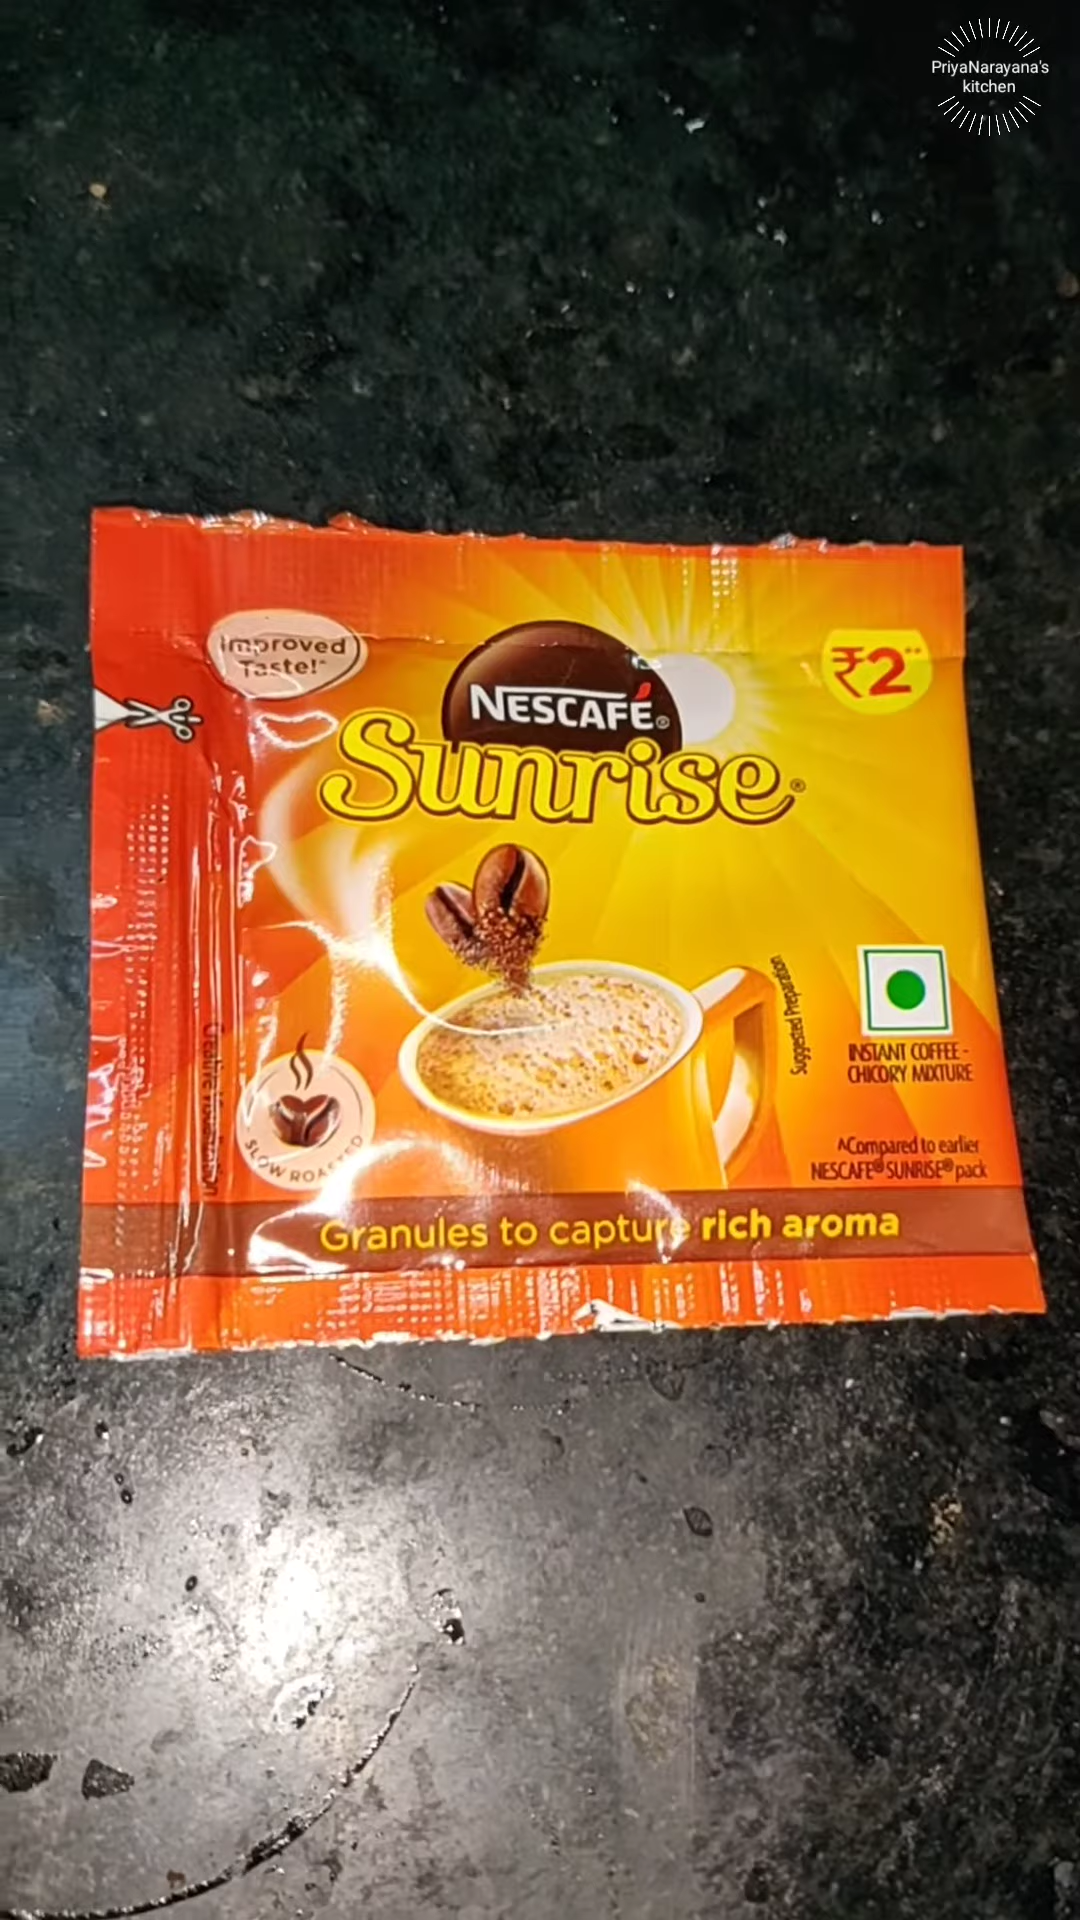 PriyaNarayana's
kitchen
Improved
Taste!^
₹2**
NESCAFÉ®
Sunrise®
Suggested Preparation
INSTANT COFFEE -
CHICORY MIXTURE
SLOW ROASTED
^Compared to earlier
NESCAFÉ® SUNRISE® pack
Granules to capture rich aroma